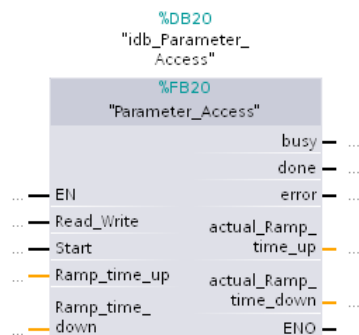 %DB20
"idb_Parameter_
Access"
%FB20
"Parameter_Access"
busy ...
done ...
error ...
... EN
... Read_Write
... Start
actual_Ramp_
time_up ...
... Ramp_time_up
actual_Ramp_
time_down ...
Ramp_time_
... down
ENO